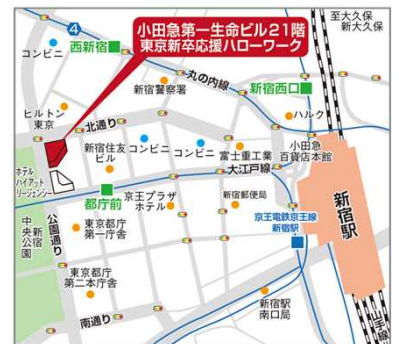 小田急第一生命ビル21階
東京新卒応援ハローワーク
至大久保
新大久保
4
コンビニ
西新宿
丸の内線
新宿警察署
新宿西口
ハルク
ヒルトン
東京
北通り
新宿住友
ビル
コンビニ
コンビニ
富士重工業
小田急
百貨店本館
大江戸線
ホテル
ハイアット
リージェンシー
都庁前
京王プラザ
ホテル
新宿郵便局
京王電鉄京王線
新宿駅
新宿駅
新宿
中央公園
公園通り
東京都庁
第一庁舎
東京都庁
第二本庁舎
新宿駅
南口局
南通り
山手線